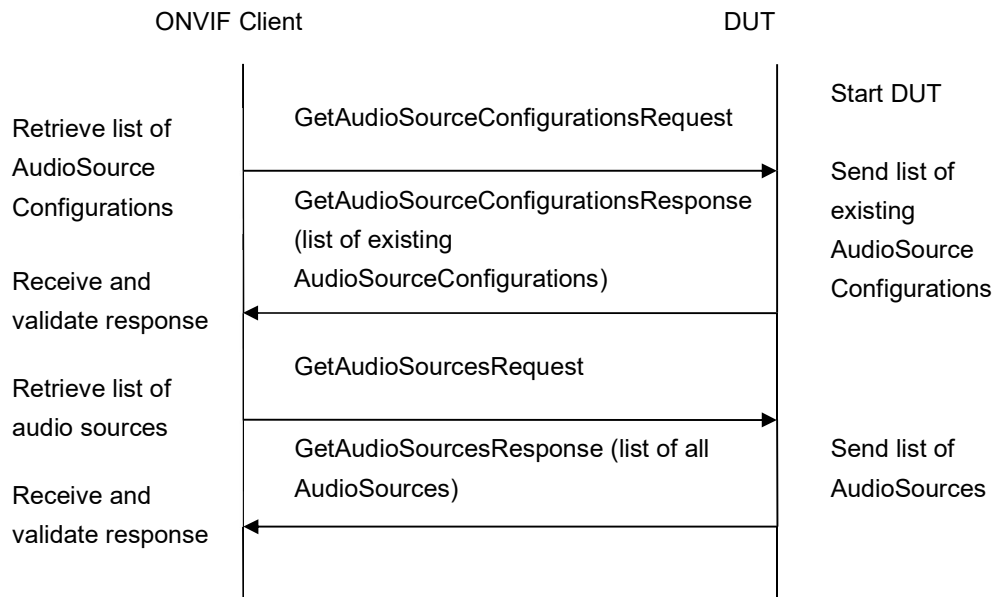 ONVIF Client
DUT
Start DUT
Retrieve list of
AudioSource
Configurations
GetAudioSourceConfigurationsRequest
Send list of
existing
AudioSource
Configurations
GetAudioSourceConfigurationsResponse
(list of existing
AudioSourceConfigurations)
Receive and
validate response
GetAudioSourcesRequest
Retrieve list of
audio sources
GetAudioSourcesResponse (list of all
AudioSources)
Send list of
AudioSources
Receive and
validate response